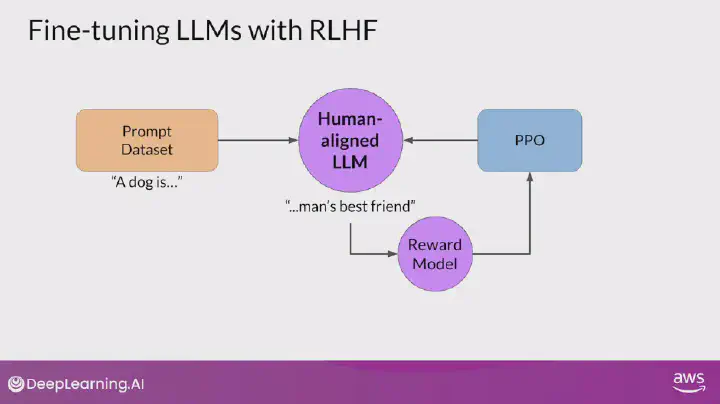 Fine-tuning LLMs with RLHF
Prompt
Dataset
"A dog is..."
Human-
aligned
LLM
"...man's best friend"
PPO
Reward
Model
DeepLearning.AI
aws